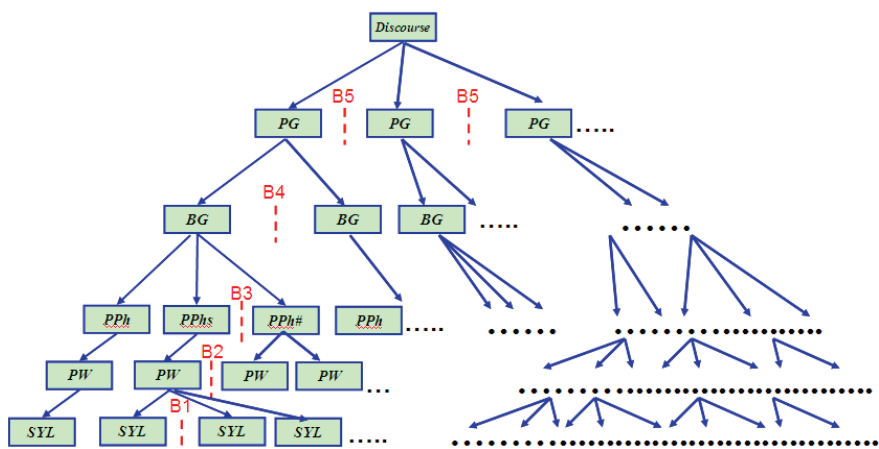 Discourse
B5 B5
PG PG PG .....
B4
BG BG BG .....
......
B3
PPh PPhs PPh# PPh .....
......
B2
PW PW PW PW ...
B1
SYL SYL SYL SYL .....